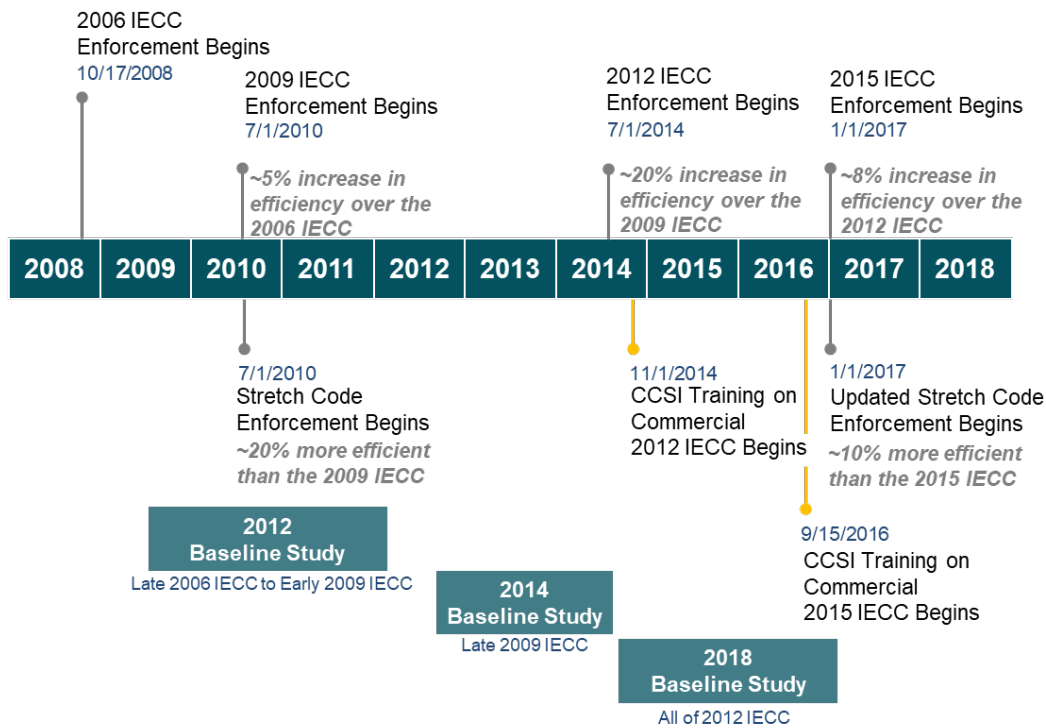 2006 IECC
Enforcement Begins
10/17/2008
2009 IECC
Enforcement Begins
7/1/2010
~5% increase in
efficiency over the
2006 IECC
2012 IECC
Enforcement Begins
7/1/2014
~20% increase in
efficiency over the
2009 IECC
2015 IECC
Enforcement Begins
1/1/2017
~8% increase in
efficiency over the
2012 IECC
2008 2009 2010 2011 2012 2013 2014 2015 2016 2017 2018
7/1/2010
Stretch Code
Enforcement Begins
~20% more efficient
than the 2009 IECC
11/1/2014
CCSI Training on
Commercial
2012 IECC Begins
1/1/2017
Updated Stretch Code
Enforcement Begins
~10% more efficient
than the 2015 IECC
9/15/2016
CCSI Training on
Commercial
2015 IECC Begins
2012
Baseline Study
Late 2006 IECC to Early 2009 IECC
2014
Baseline Study
Late 2009 IECC
2018
Baseline Study
All of 2012 IECC